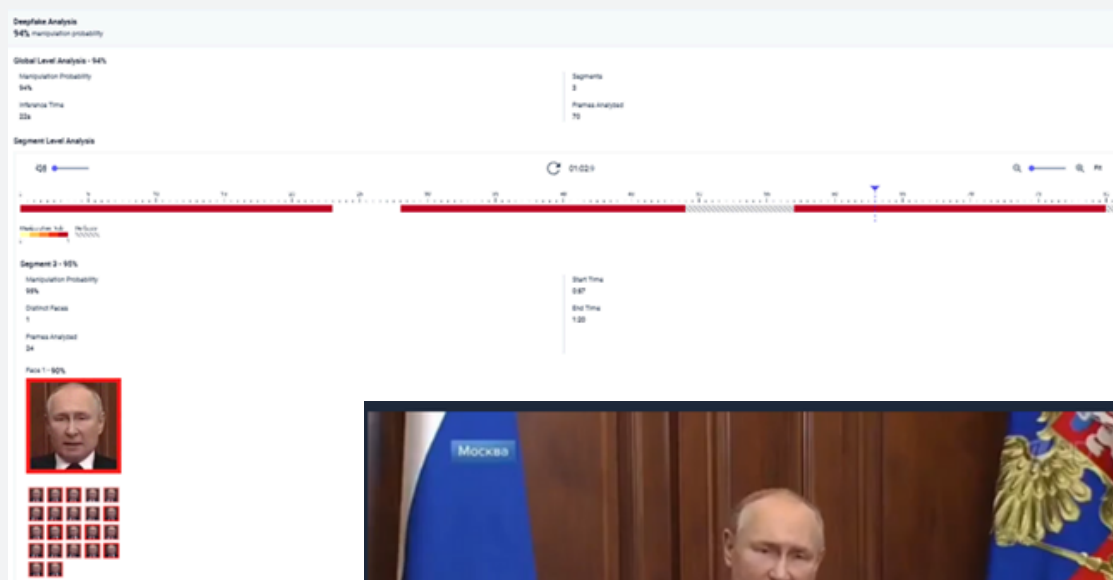 Deepfake Analysis
94% manipulation probability
Global Level Analysis - 94%
Manipulation Probability
94%
Segments
3
Inference Time
22s
Frames Analyzed
70
Segment Level Analysis
01:02:9
Fit
Segment 3 - 95%
Manipulation Probability
95%
Start Time
0:57
Distinct Faces
1
End Time
1:20
Frames Analyzed
24
Face 1 - 90%
Москва